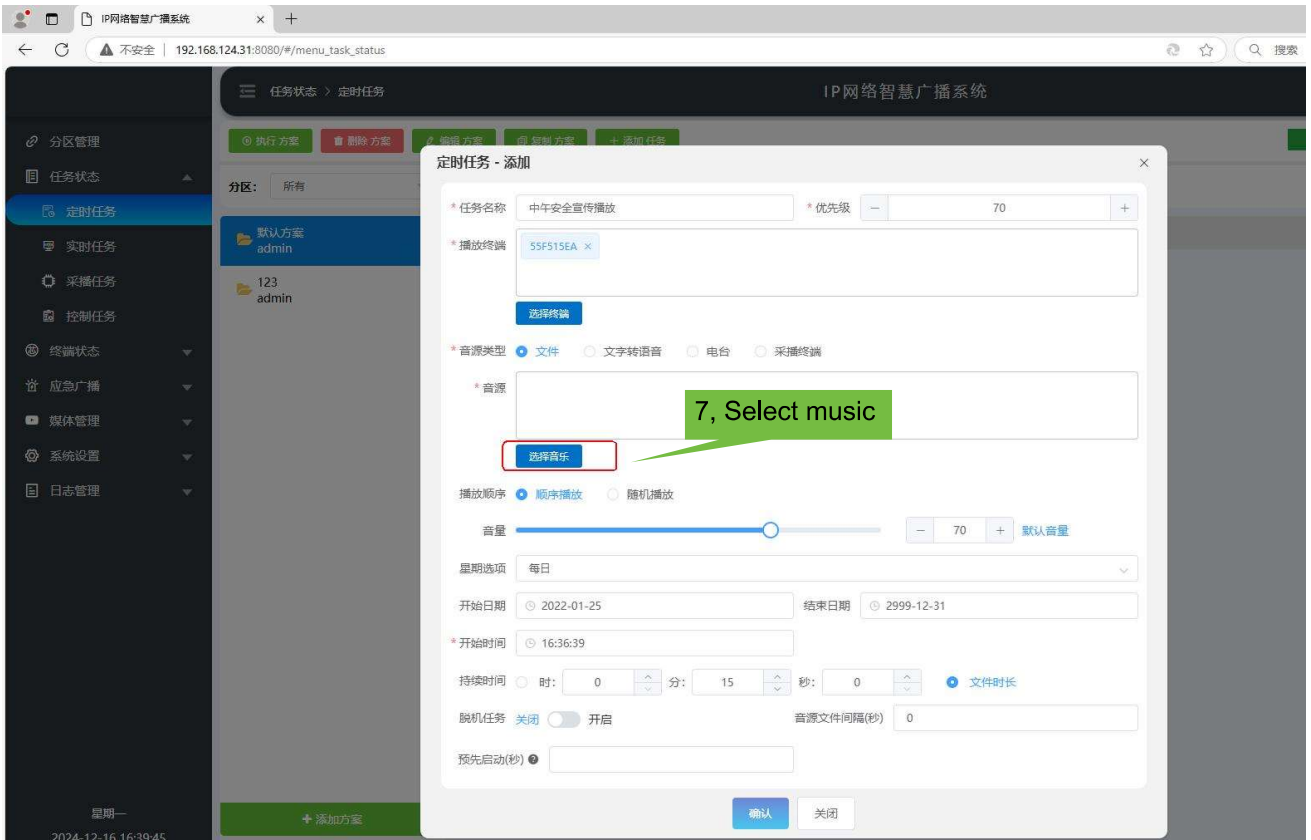 IP网络智慧广播系统
不安全 | 192.168.124.31:8080/#/menu_task_status
搜索
任务状态 > 定时任务
IP网络智慧广播系统
执行方案 删除方案 编辑方案 复制方案 + 添加任务
分区管理
任务状态
定时任务
实时任务
采播任务
控制任务
终端状态
应急广播
媒体管理
系统设置
日志管理
星期一
2024-12-16 16:39:45
分区: 所有
默认方案
admin
123
admin
+ 添加方案
定时任务 - 添加
* 任务名称 中午安全宣传播放 * 优先级 − 70 +
* 播放终端 55F515EA ×
选择终端
* 音源类型 文件 文字转语音 电台 采播终端
* 音源
7, Select music
选择音乐
播放顺序 顺序播放 随机播放
音量 − 70 + 默认音量
星期选项 每日
开始日期 2022-01-25 结束日期 2999-12-31
* 开始时间 16:36:39
持续时间 时: 0 分: 15 秒: 0 文件时长
脱机任务 关闭 开启 音源文件间隔(秒) 0
预先启动(秒)
确认 关闭